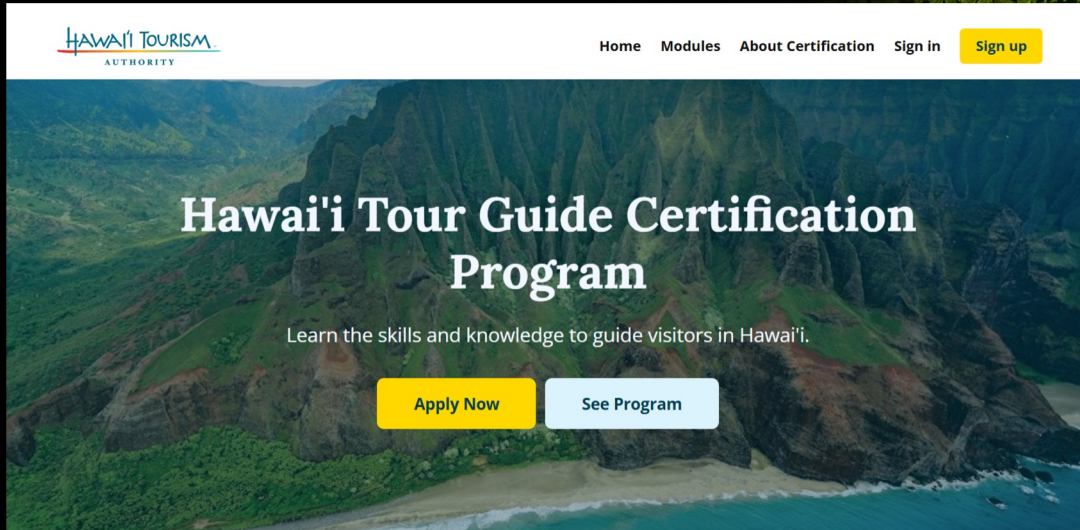 HAWAI'I TOURISM
AUTHORITY
Home Modules About Certification Sign in Sign up
Hawai'i Tour Guide Certification
Program
Learn the skills and knowledge to guide visitors in Hawai'i.
Apply Now See Program